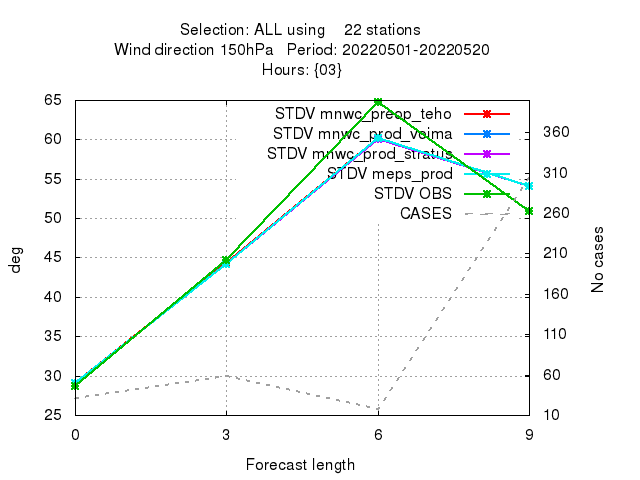 Selection: ALL using 22 stations
Wind direction 150hPa Period: 20220501-20220520
Hours: {03}
STDV mnwc_preop_teho
STDV mnwc_prod_voima
STDV mnwc_prod_stratus
STDV meps_prod
STDV OBS
CASES
65
60
55
50
45
40
35
30
25
deg
360
310
260
210
160
110
60
10
No cases
0 3 6 9
Forecast length